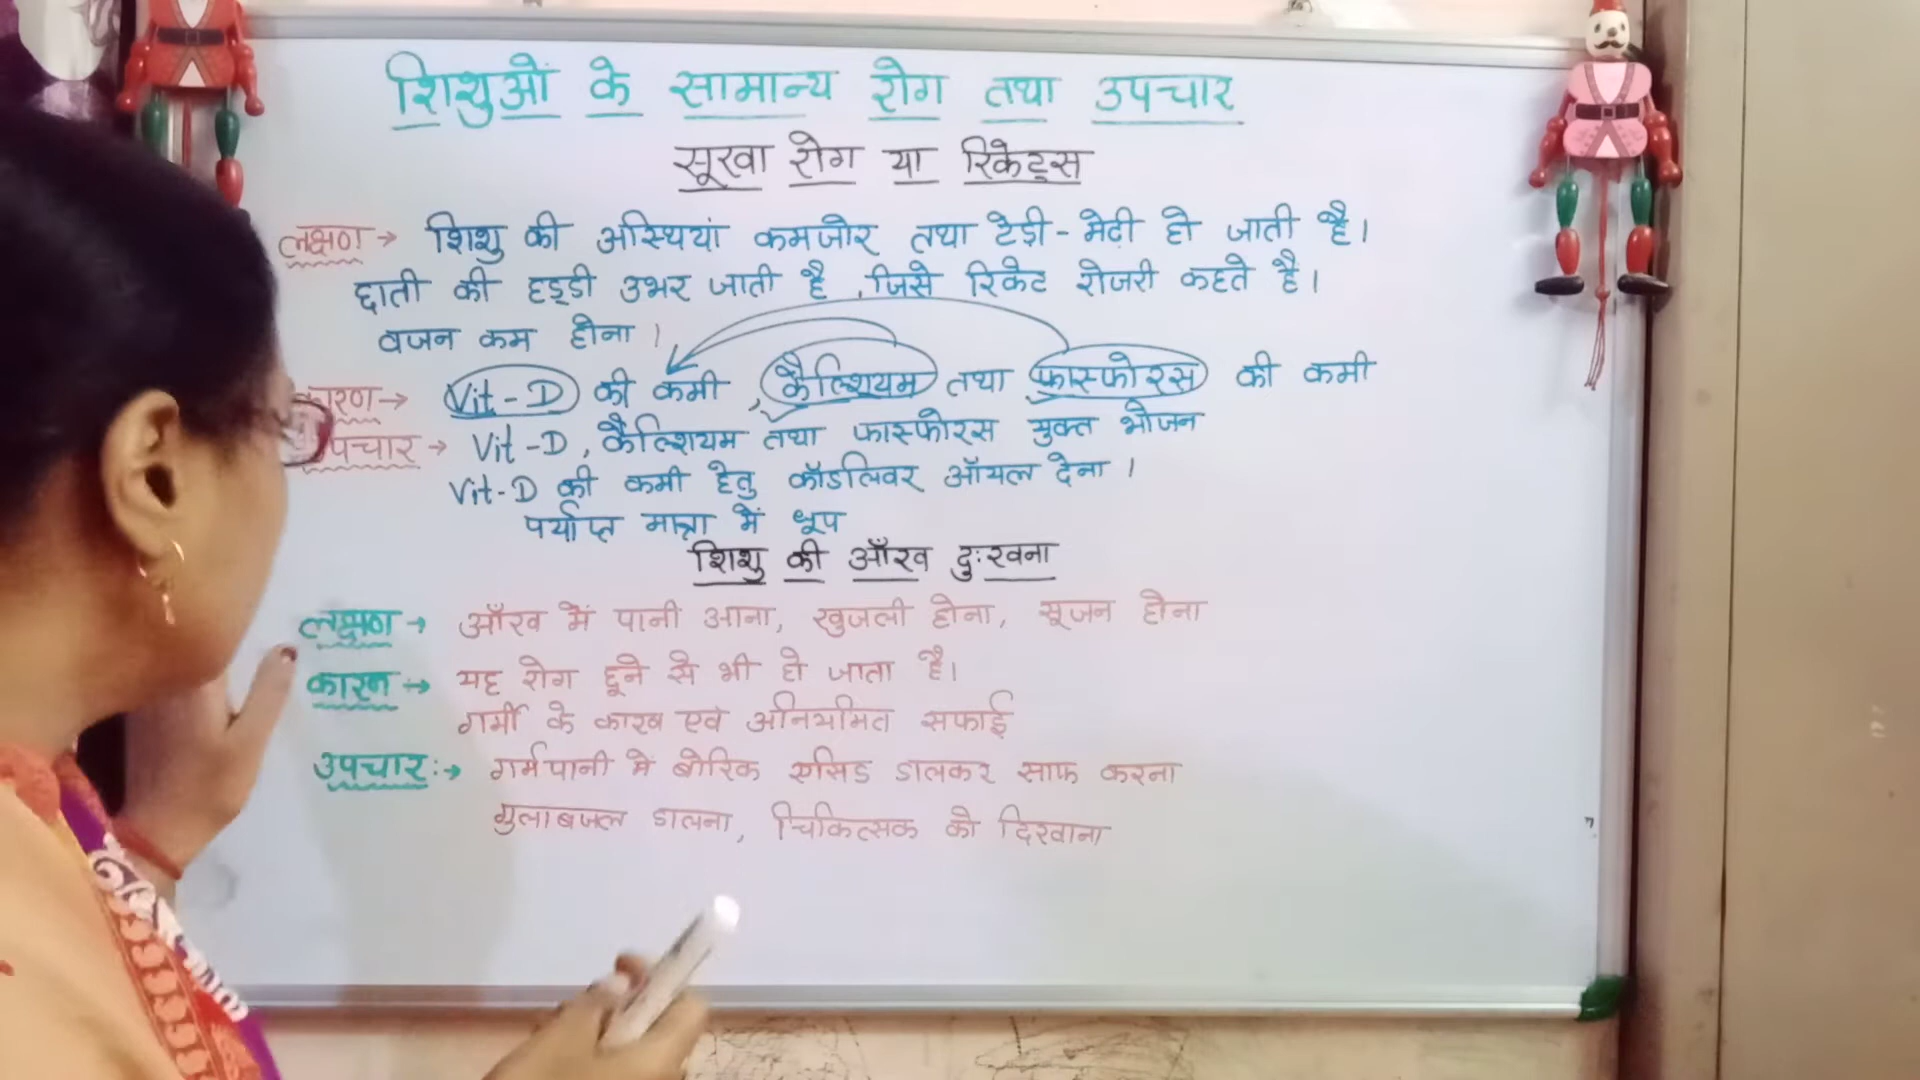 शिशुओं के सामान्य रोग तथा उपचार
सूखा रोग या रिकेट्स
लक्षण → शिशु की अस्थियां कमजोर तथा टेड़ी-मेढ़ी हो जाती है।
छाती की हड्डी उभर जाती है, जिसे रिकेट रोजरी कहते है।
वजन कम होना।
कारण → Vit-D की कमी, कैल्शियम तथा फास्फोरस की कमी
उपचार → Vit-D, कैल्शियम तथा फास्फोरस युक्त भोजन
Vit-D की कमी हेतु कॉडलिवर ऑयल देना।
पर्याप्त मात्रा में धूप
शिशु की आँख दुःखना
लक्षण → आँख में पानी आना, खुजली होना, सूजन होना
कारन → यह रोग छूने से भी हो जाता है।
गर्मी के कारण एवं अनियमित सफाई
उपचार :→ गर्म पानी में बोरिक एसिड डालकर साफ करना
गुलाबजल डालना, चिकित्सक को दिखाना